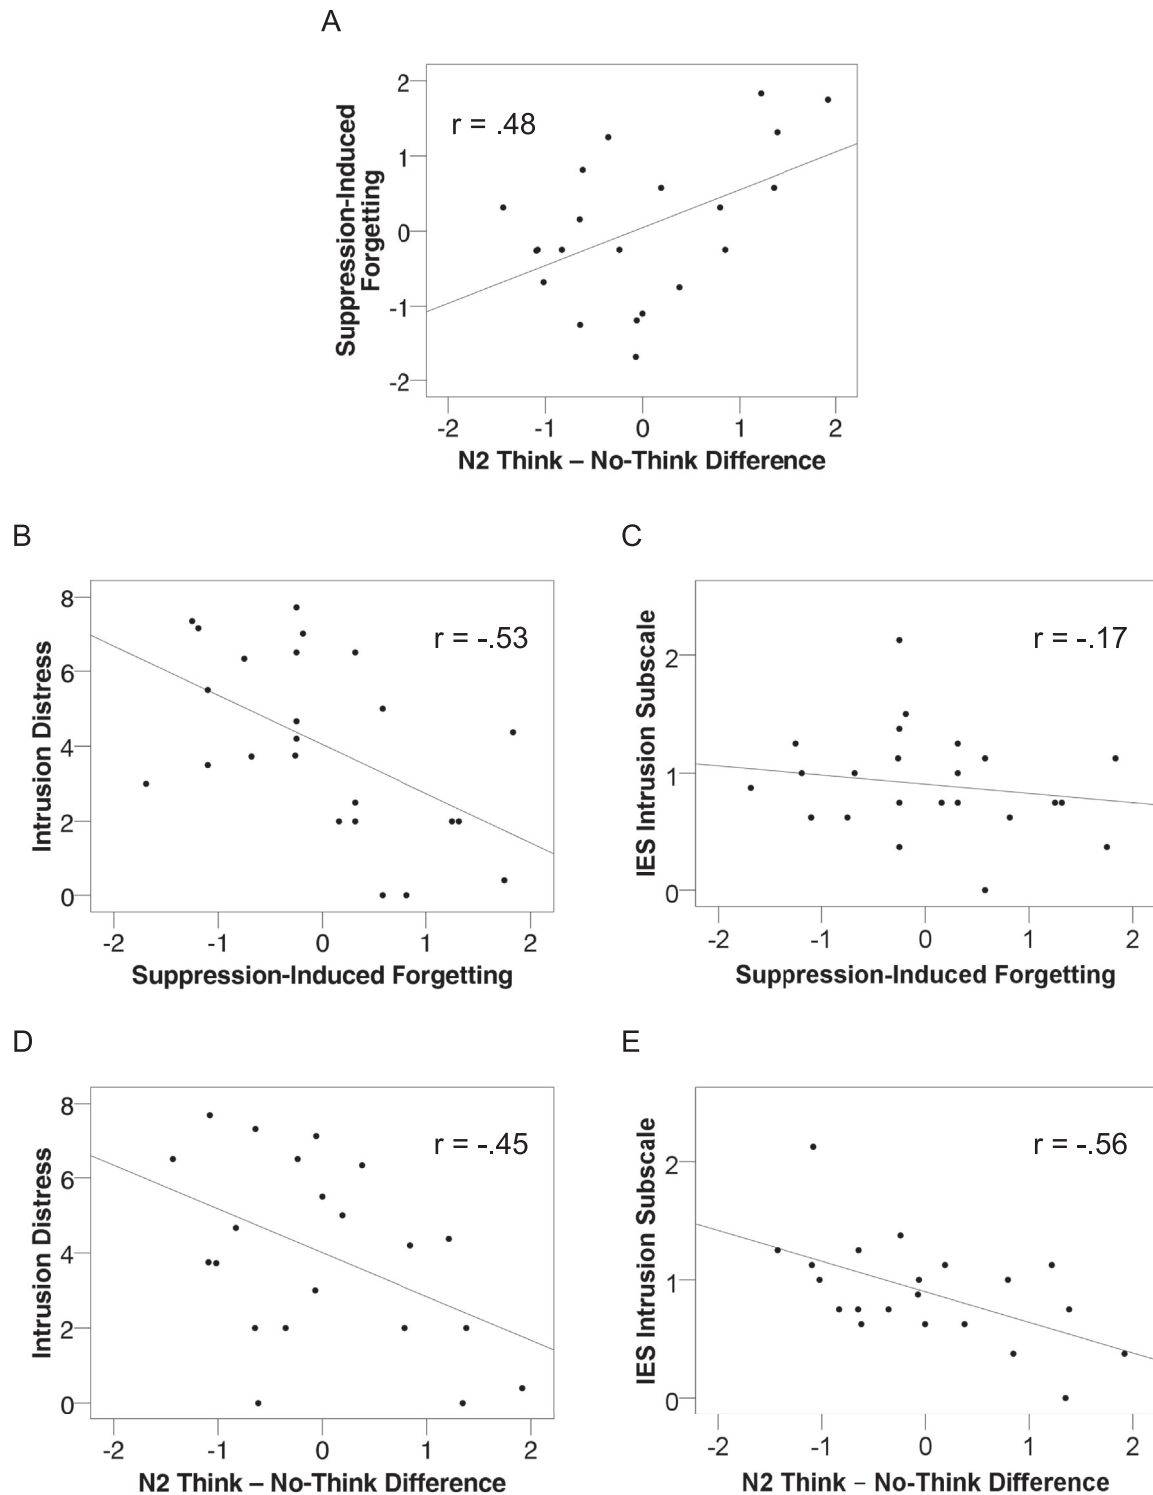 A
2
1
0
-1
-2
r = .48
Suppression-Induced
Forgetting
-2 -1 0 1 2
N2 Think – No-Think Difference
B
8
6
4
2
0
r = -.53
Intrusion Distress
-2 -1 0 1 2
Suppression-Induced Forgetting
C
2
1
0
r = -.17
IES Intrusion Subscale
-2 -1 0 1 2
Suppression-Induced Forgetting
D
8
6
4
2
0
r = -.45
Intrusion Distress
-2 -1 0 1 2
N2 Think – No-Think Difference
E
2
1
0
r = -.56
IES Intrusion Subscale
-2 -1 0 1 2
N2 Think – No-Think Difference